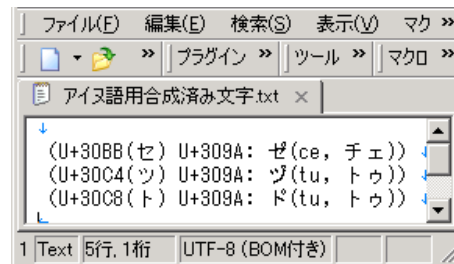 ファイル(F) 編集(E) 検索(S) 表示(V) マク »
» プラグイン » ツール » マクロ »
アイヌ語用合成済み文字.txt ×
↓
(U+30BB(セ) U+309A: セ゚(ce, チェ)) ↓
(U+30C4(ツ) U+309A: ツ゚(tu, トゥ)) ↓
(U+30C8(ト) U+309A: ト゚(tu, トゥ)) ↓
1 Text 5行, 1桁 UTF-8 (BOM付き)